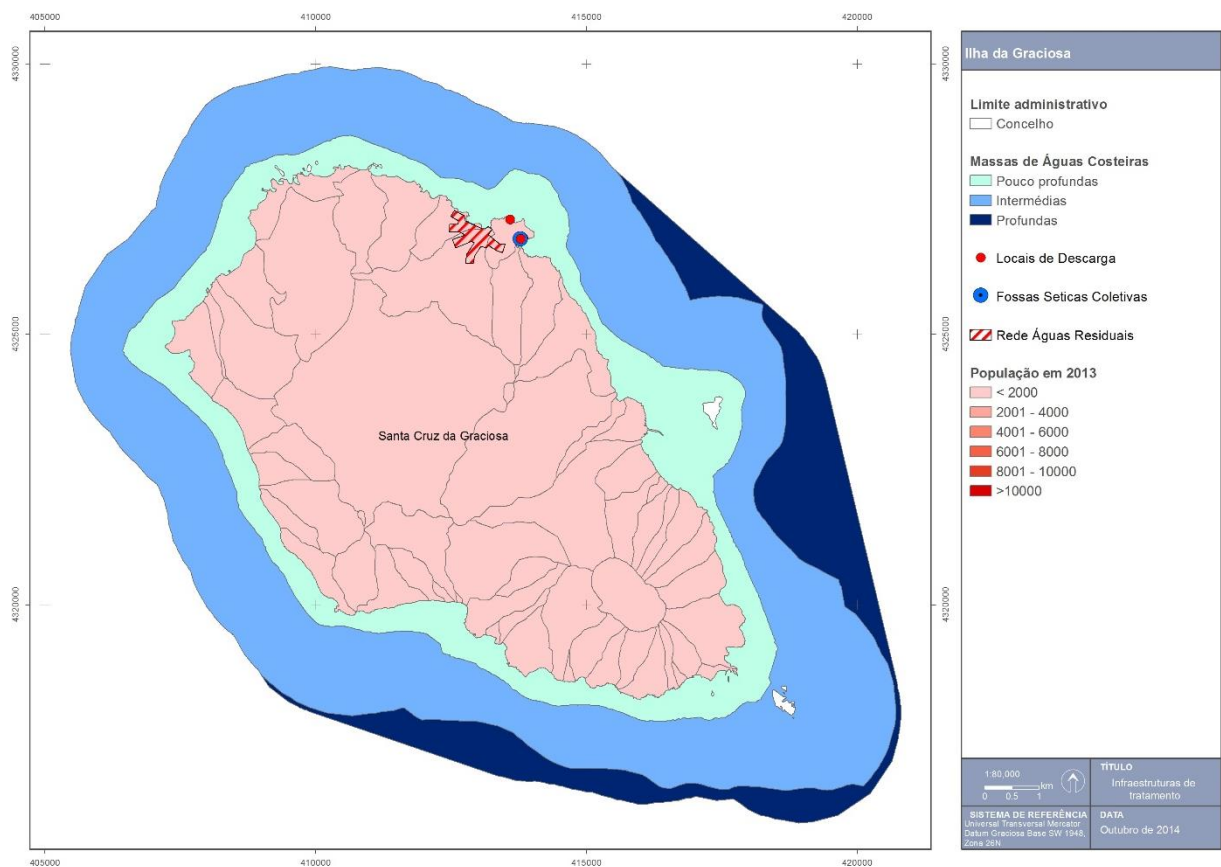 405000
410000
415000
420000
4330000
4330000
4325000
4325000
Santa Cruz da Graciosa
4320000
4320000
405000
410000
415000
420000
Ilha da Graciosa
Limite administrativo
Concelho
Massas de Águas Costeiras
Pouco profundas
Intermédias
Profundas
Locais de Descarga
Fossas Seticas Coletivas
Rede Águas Residuais
População em 2013
< 2000
2001 - 4000
4001 - 6000
6001 - 8000
8001 - 10000
>10000
1:80,000
km
0 0.5 1
TÍTULO
Infraestruturas de
tratamento
SISTEMA DE REFERÊNCIA
Universal Transversal Mercator
Datum Graciosa Base SW 1948,
Zona 26N
DATA
Outubro de 2014